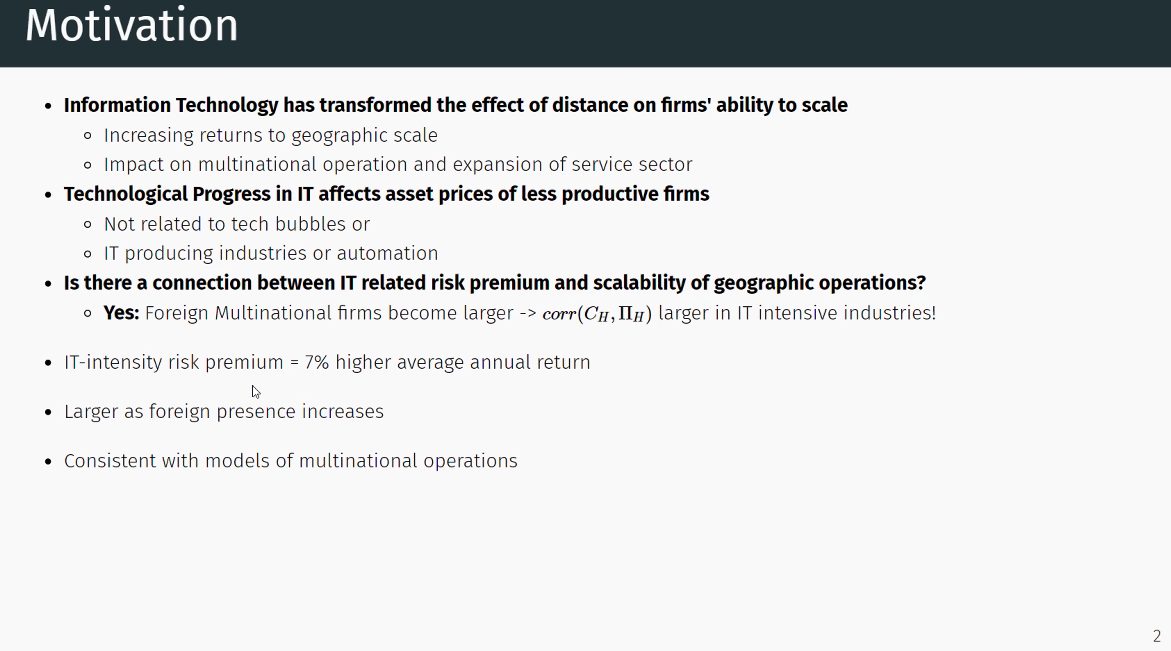 Motivation
• Information Technology has transformed the effect of distance on firms' ability to scale
◦ Increasing returns to geographic scale
◦ Impact on multinational operation and expansion of service sector
• Technological Progress in IT affects asset prices of less productive firms
◦ Not related to tech bubbles or
◦ IT producing industries or automation
• Is there a connection between IT related risk premium and scalability of geographic operations?
◦ Yes: Foreign Multinational firms become larger -> corr(C_H, Π_H) larger in IT intensive industries!
• IT-intensity risk premium = 7% higher average annual return
• Larger as foreign presence increases
• Consistent with models of multinational operations
2